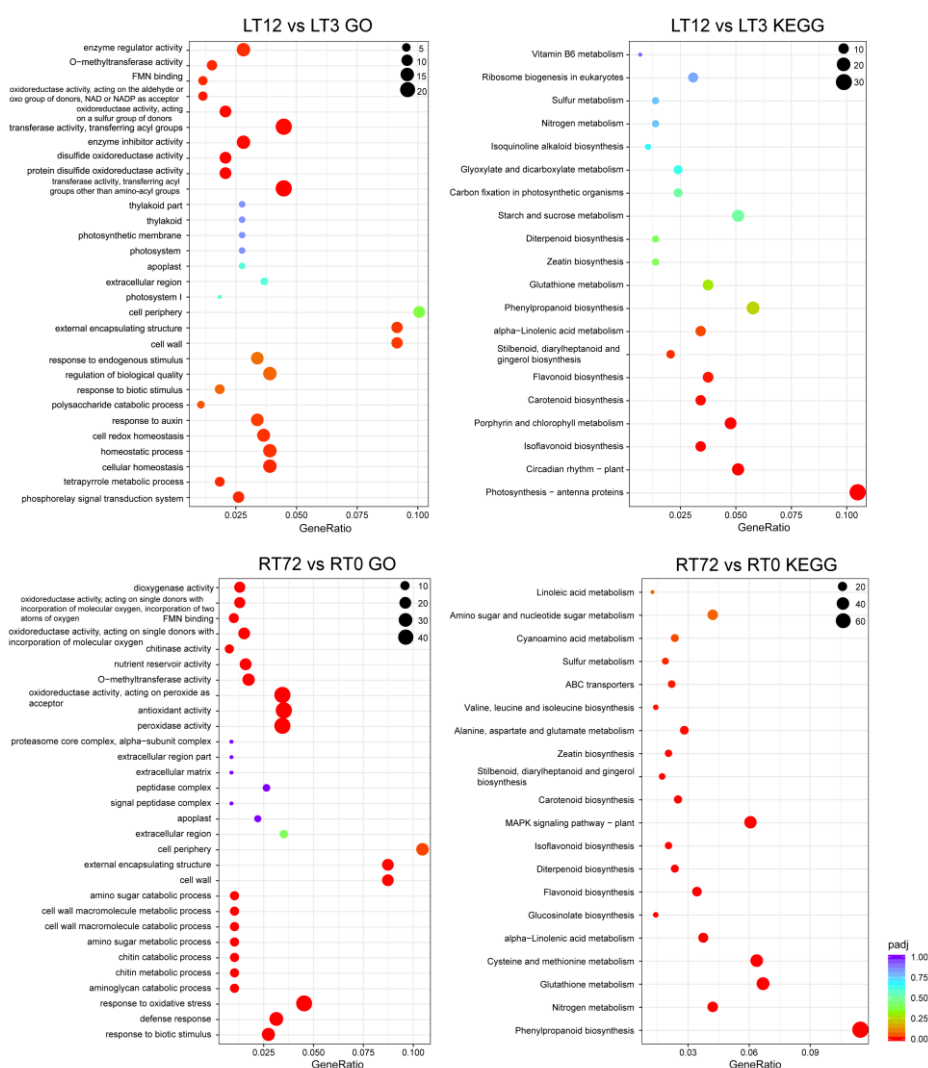 LT12 vs LT3 GO
enzyme regulator activity
O-methyltransferase activity
FMN binding
oxidoreductase activity, acting on the aldehyde or
oxo group of donors, NAD or NADP as acceptor
oxidoreductase activity, acting
on a sulfur group of donors
transferase activity, transferring acyl groups
enzyme inhibitor activity
disulfide oxidoreductase activity
protein disulfide oxidoreductase activity
transferase activity, transferring acyl
groups other than amino-acyl groups
thylakoid part
thylakoid
photosynthetic membrane
photosystem
apoplast
extracellular region
photosystem I
cell periphery
external encapsulating structure
cell wall
response to endogenous stimulus
regulation of biological quality
response to biotic stimulus
polysaccharide catabolic process
response to auxin
cell redox homeostasis
homeostatic process
cellular homeostasis
tetrapyrrole metabolic process
phosphorelay signal transduction system
5
10
15
20
0.025
0.050
0.075
0.100
GeneRatio
LT12 vs LT3 KEGG
Vitamin B6 metabolism
Ribosome biogenesis in eukaryotes
Sulfur metabolism
Nitrogen metabolism
Isoquinoline alkaloid biosynthesis
Glyoxylate and dicarboxylate metabolism
Carbon fixation in photosynthetic organisms
Starch and sucrose metabolism
Diterpenoid biosynthesis
Zeatin biosynthesis
Glutathione metabolism
Phenylpropanoid biosynthesis
alpha-Linolenic acid metabolism
Stilbenoid, diarylheptanoid and
gingerol biosynthesis
Flavonoid biosynthesis
Carotenoid biosynthesis
Porphyrin and chlorophyll metabolism
Isoflavonoid biosynthesis
Circadian rhythm − plant
Photosynthesis − antenna proteins
10
20
30
0.025
0.050
0.075
0.100
GeneRatio
RT72 vs RT0 GO
dioxygenase activity
oxidoreductase activity, acting on single donors with
incorporation of molecular oxygen, incorporation of two
atoms of oxygen
FMN binding
oxidoreductase activity, acting on single donors with
incorporation of molecular oxygen
chitinase activity
nutrient reservoir activity
O-methyltransferase activity
oxidoreductase activity, acting on peroxide as
acceptor
antioxidant activity
peroxidase activity
proteasome core complex, alpha-subunit complex
extracellular region part
extracellular matrix
peptidase complex
signal peptidase complex
apoplast
extracellular region
cell periphery
external encapsulating structure
cell wall
amino sugar catabolic process
cell wall macromolecule metabolic process
cell wall macromolecule catabolic process
amino sugar metabolic process
chitin catabolic process
chitin metabolic process
aminoglycan catabolic process
response to oxidative stress
defense response
response to biotic stimulus
10
20
30
40
0.025
0.050
0.075
0.100
GeneRatio
RT72 vs RT0 KEGG
Linoleic acid metabolism
Amino sugar and nucleotide sugar metabolism
Cyanoamino acid metabolism
Sulfur metabolism
ABC transporters
Valine, leucine and isoleucine biosynthesis
Alanine, aspartate and glutamate metabolism
Zeatin biosynthesis
Stilbenoid, diarylheptanoid and gingerol
biosynthesis
Carotenoid biosynthesis
MAPK signaling pathway − plant
Isoflavonoid biosynthesis
Diterpenoid biosynthesis
Flavonoid biosynthesis
Glucosinolate biosynthesis
alpha-Linolenic acid metabolism
Cysteine and methionine metabolism
Glutathione metabolism
Nitrogen metabolism
Phenylpropanoid biosynthesis
20
40
60
0.03
0.06
0.09
GeneRatio
padj
1.00
0.75
0.50
0.25
0.00